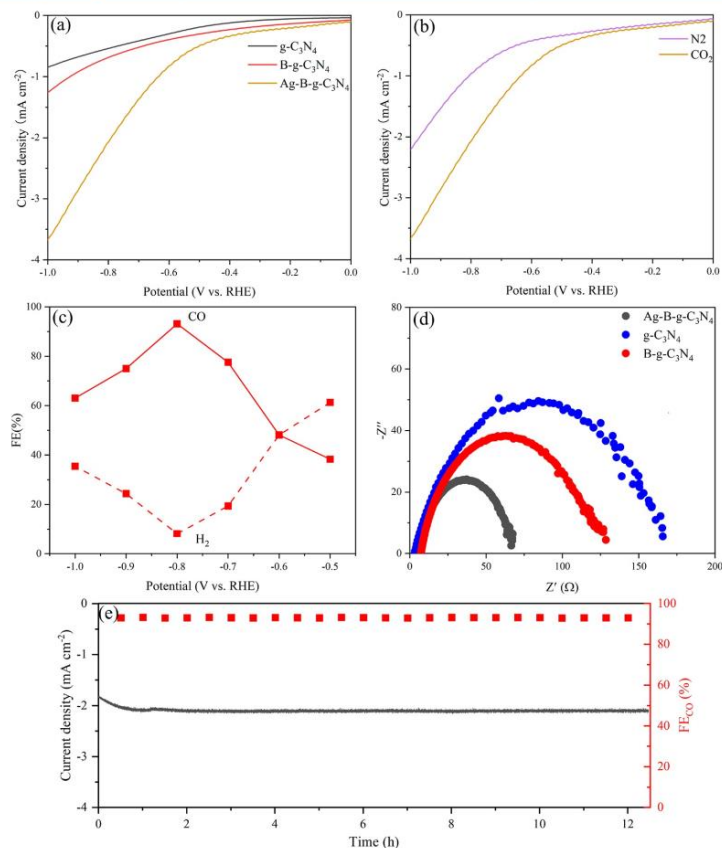 (a)
g-C₃N₄
B-g-C₃N₄
Ag-B-g-C₃N₄
Current density (mA cm⁻²)
0
-1
-2
-3
-4
-1.0 -0.8 -0.6 -0.4 -0.2 0.0
Potential (V vs. RHE)
(b)
N2
CO₂
Current density (mA cm⁻²)
0
-1
-2
-3
-4
-1.0 -0.8 -0.6 -0.4 -0.2 0.0
Potential (V vs. RHE)
(c)
CO
H₂
FE(%)
100
80
60
40
20
0
-1.0 -0.9 -0.8 -0.7 -0.6 -0.5
Potential (V vs. RHE)
(d)
Ag-B-g-C₃N₄
g-C₃N₄
B-g-C₃N₄
-Z''
80
60
40
20
0
0 50 100 150 200
Z' (Ω)
(e)
Current density (mA cm⁻²)
0
-1
-2
-3
-4
0 2 4 6 8 10 12
Time (h)
100
80
60
40
20
0
FE_CO (%)